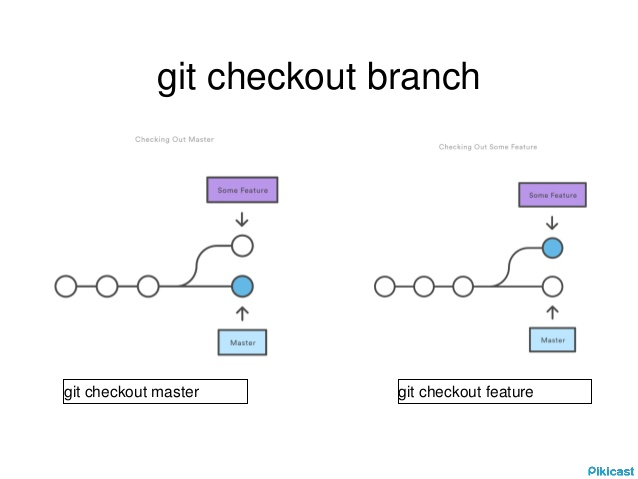 git checkout branch
Checking Out Master
Checking Out Some Feature
Some Feature
Some Feature
Master
Master
git checkout master
git checkout feature
Pikicast